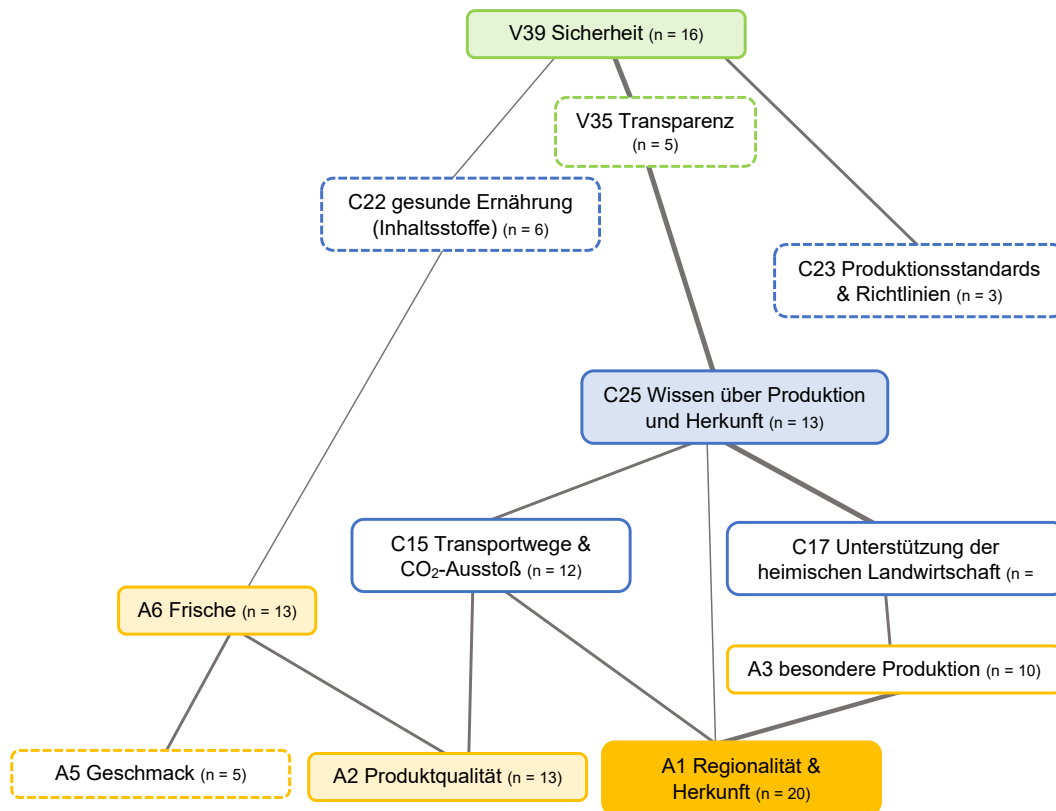 V39 Sicherheit (n = 16)
V35 Transparenz
(n = 5)
C22 gesunde Ernährung
(Inhaltsstoffe) (n = 6)
C23 Produktionsstandards
& Richtlinien (n = 3)
C25 Wissen über Produktion
und Herkunft (n = 13)
C15 Transportwege &
CO₂-Ausstoß (n = 12)
C17 Unterstützung der
heimischen Landwirtschaft (n =
A6 Frische (n = 13)
A3 besondere Produktion (n = 10)
A5 Geschmack (n = 5)
A2 Produktqualität (n = 13)
A1 Regionalität &
Herkunft (n = 20)